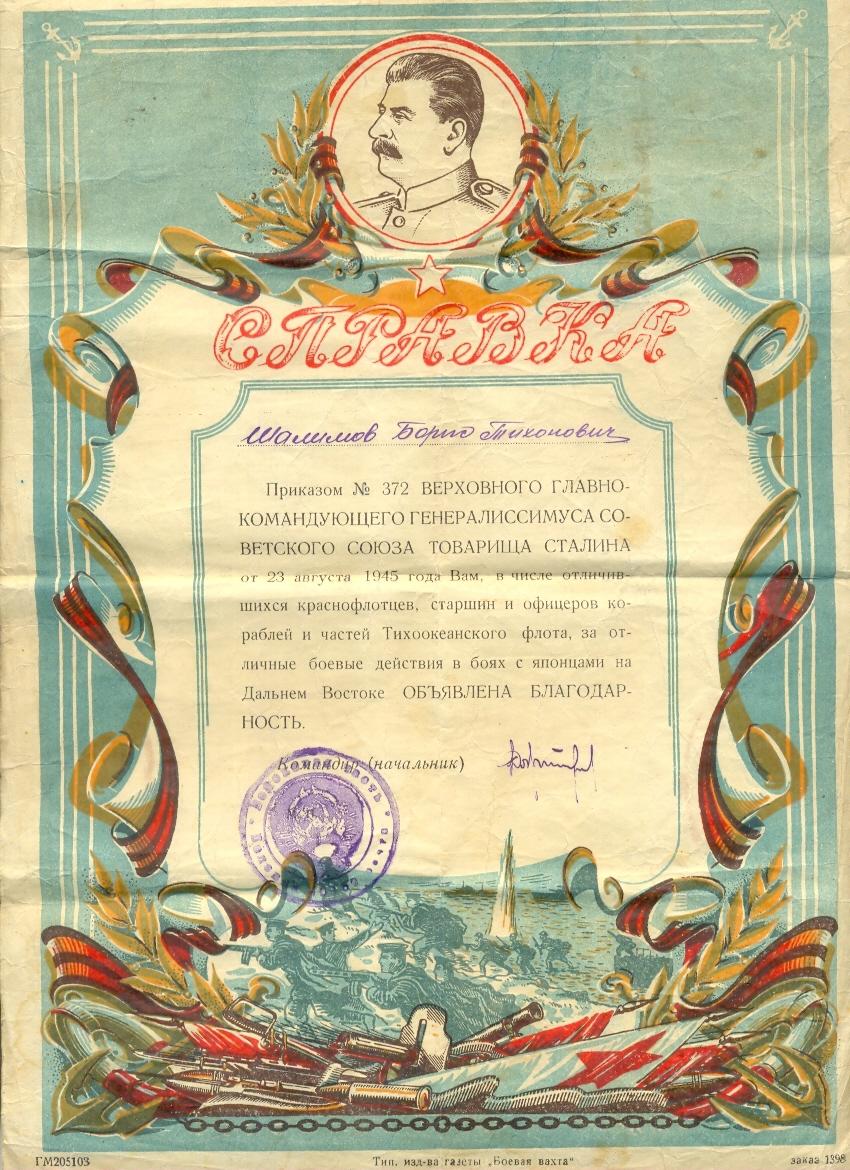 СПРАВКА
Шалимов Борис Тихонович
Приказом № 372 ВЕРХОВНОГО ГЛАВНО-
КОМАНДУЮЩЕГО ГЕНЕРАЛИССИМУСА СО-
ВЕТСКОГО СОЮЗА ТОВАРИЩА СТАЛИНА
от 23 августа 1945 года Вам, в числе отличив-
шихся краснофлотцев, старшин и офицеров ко-
раблей и частей Тихоокеанского флота, за от-
личные боевые действия в боях с японцами на
Дальнем Востоке ОБЪЯВЛЕНА БЛАГОДАР-
НОСТЬ.
Командир (начальник)
ГМ205103 Тип. изд-ва газеты „Боевая вахта“ заказ 1398